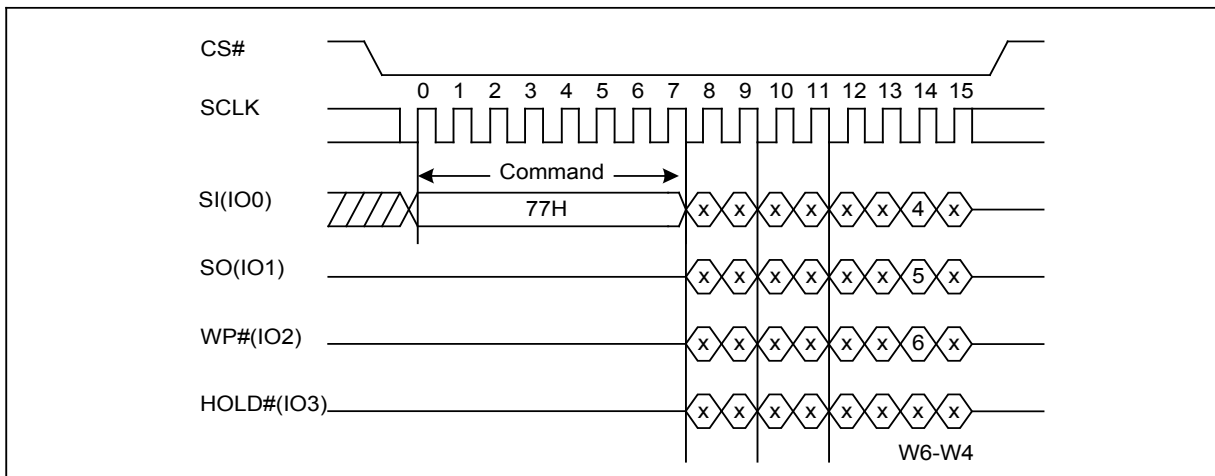 CS#
0 1 2 3 4 5 6 7 8 9 10 11 12 13 14 15
SCLK
Command
SI(IO0) 77H x x x x x x 4 x
SO(IO1) x x x x x x 5 x
WP#(IO2) x x x x x x 6 x
HOLD#(IO3) x x x x x x x x
W6-W4